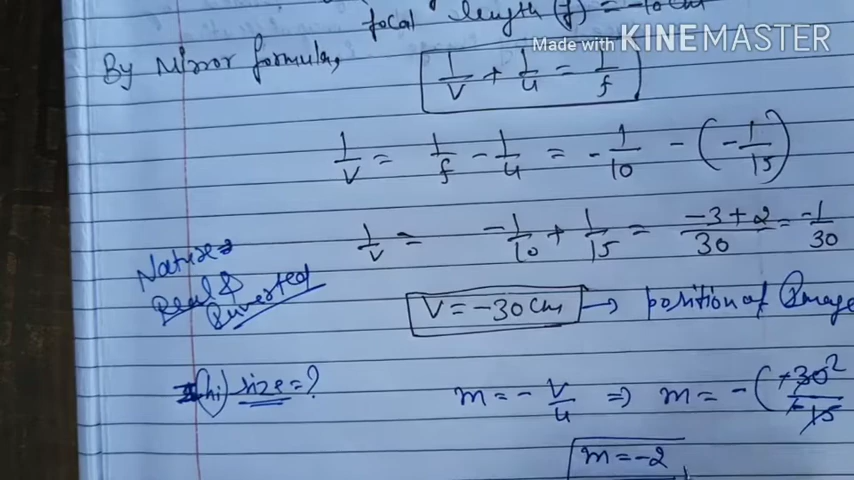 focal length (f) = -10 cm
Made with KINEMASTER
By Mirror formula,
1/v + 1/u = 1/f
1/v = 1/f - 1/u = - 1/10 - (- 1/15)
1/v = -1/10 + 1/15 = -3+2/30 = -1/30
Nature
Real &
Inverted
V = -30 cm → position of Image
(hi) size = ?
m = - v/u ⇒ m = - (+30 2/+15
m = -2